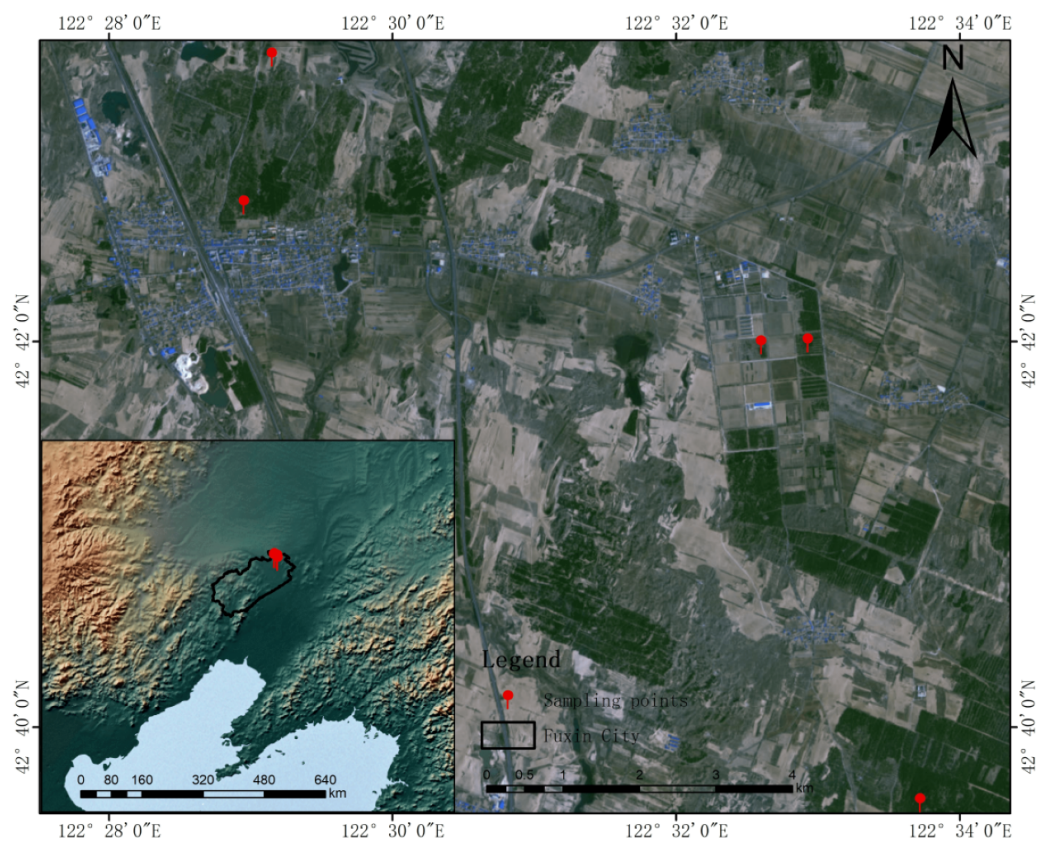 122° 28' 0"E
122° 30' 0"E
122° 32' 0"E
122° 34' 0"E
N
42° 42' 0"N
42° 42' 0"N
42° 40' 0"N
42° 40' 0"N
Legend
Sampling points
Fuxin City
0 80 160 320 480 640
km
0 0.5 1 2 3 4
km
122° 28' 0"E
122° 30' 0"E
122° 32' 0"E
122° 34' 0"E